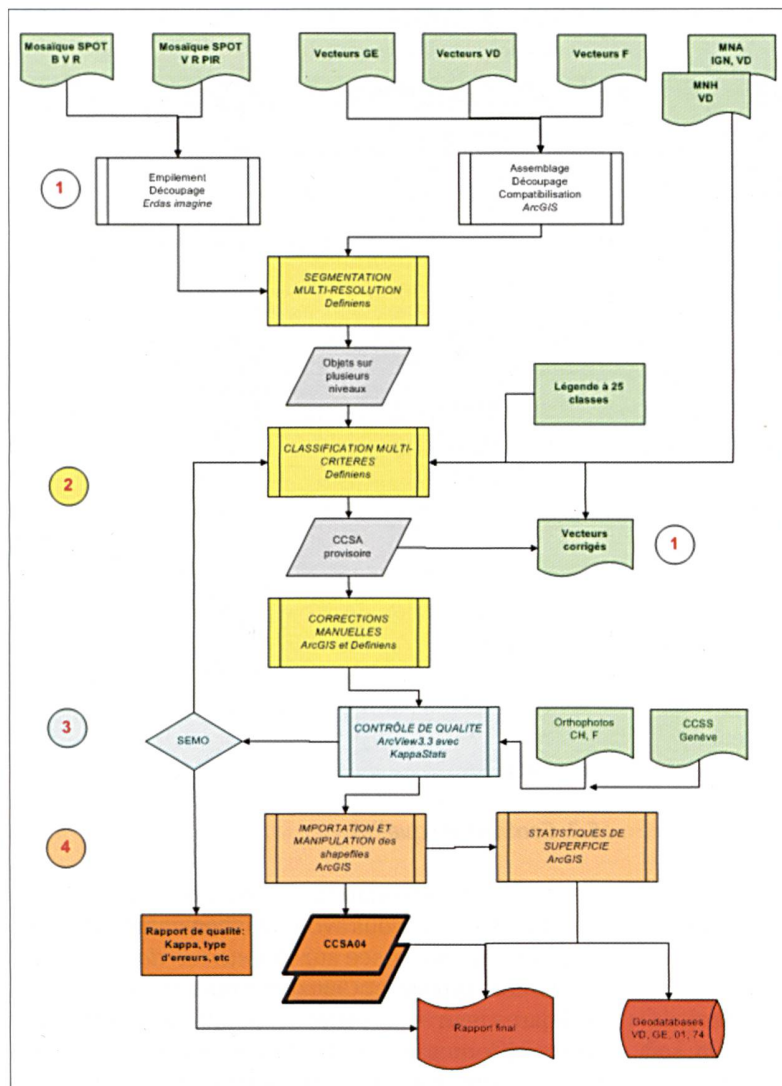 Mosaïque SPOT
B V R
Mosaïque SPOT
V R PIR
Vecteurs GE
Vecteurs VD
Vecteurs F
MNA
IGN, VD
MNH
VD
1
Empilement
Découpage
Erdas imagine
Assemblage
Découpage
Compatibilisation
ArcGIS
SEGMENTATION
MULTI-RESOLUTION
Definiens
Objets sur
plusieurs
niveaux
Légende à 25
classes
2
CLASSIFICATION MULTI-
CRITERES
Definiens
CCSA
provisoire
Vecteurs
corrigés
1
CORRECTIONS
MANUELLES
ArcGIS et Definiens
3
SEMO
CONTRÔLE DE QUALITE
ArcView3.3 avec
KappaStats
Orthophotos
CH, F
CCSS
Genève
4
IMPORTATION ET
MANIPULATION des
shapefiles
ArcGIS
STATISTIQUES DE
SUPERFICIE
ArcGIS
Rapport de qualité:
Kappa, type
d'erreurs, etc
CCSA04
Rapport final
Geodatabases
VD, GE, 01, 74